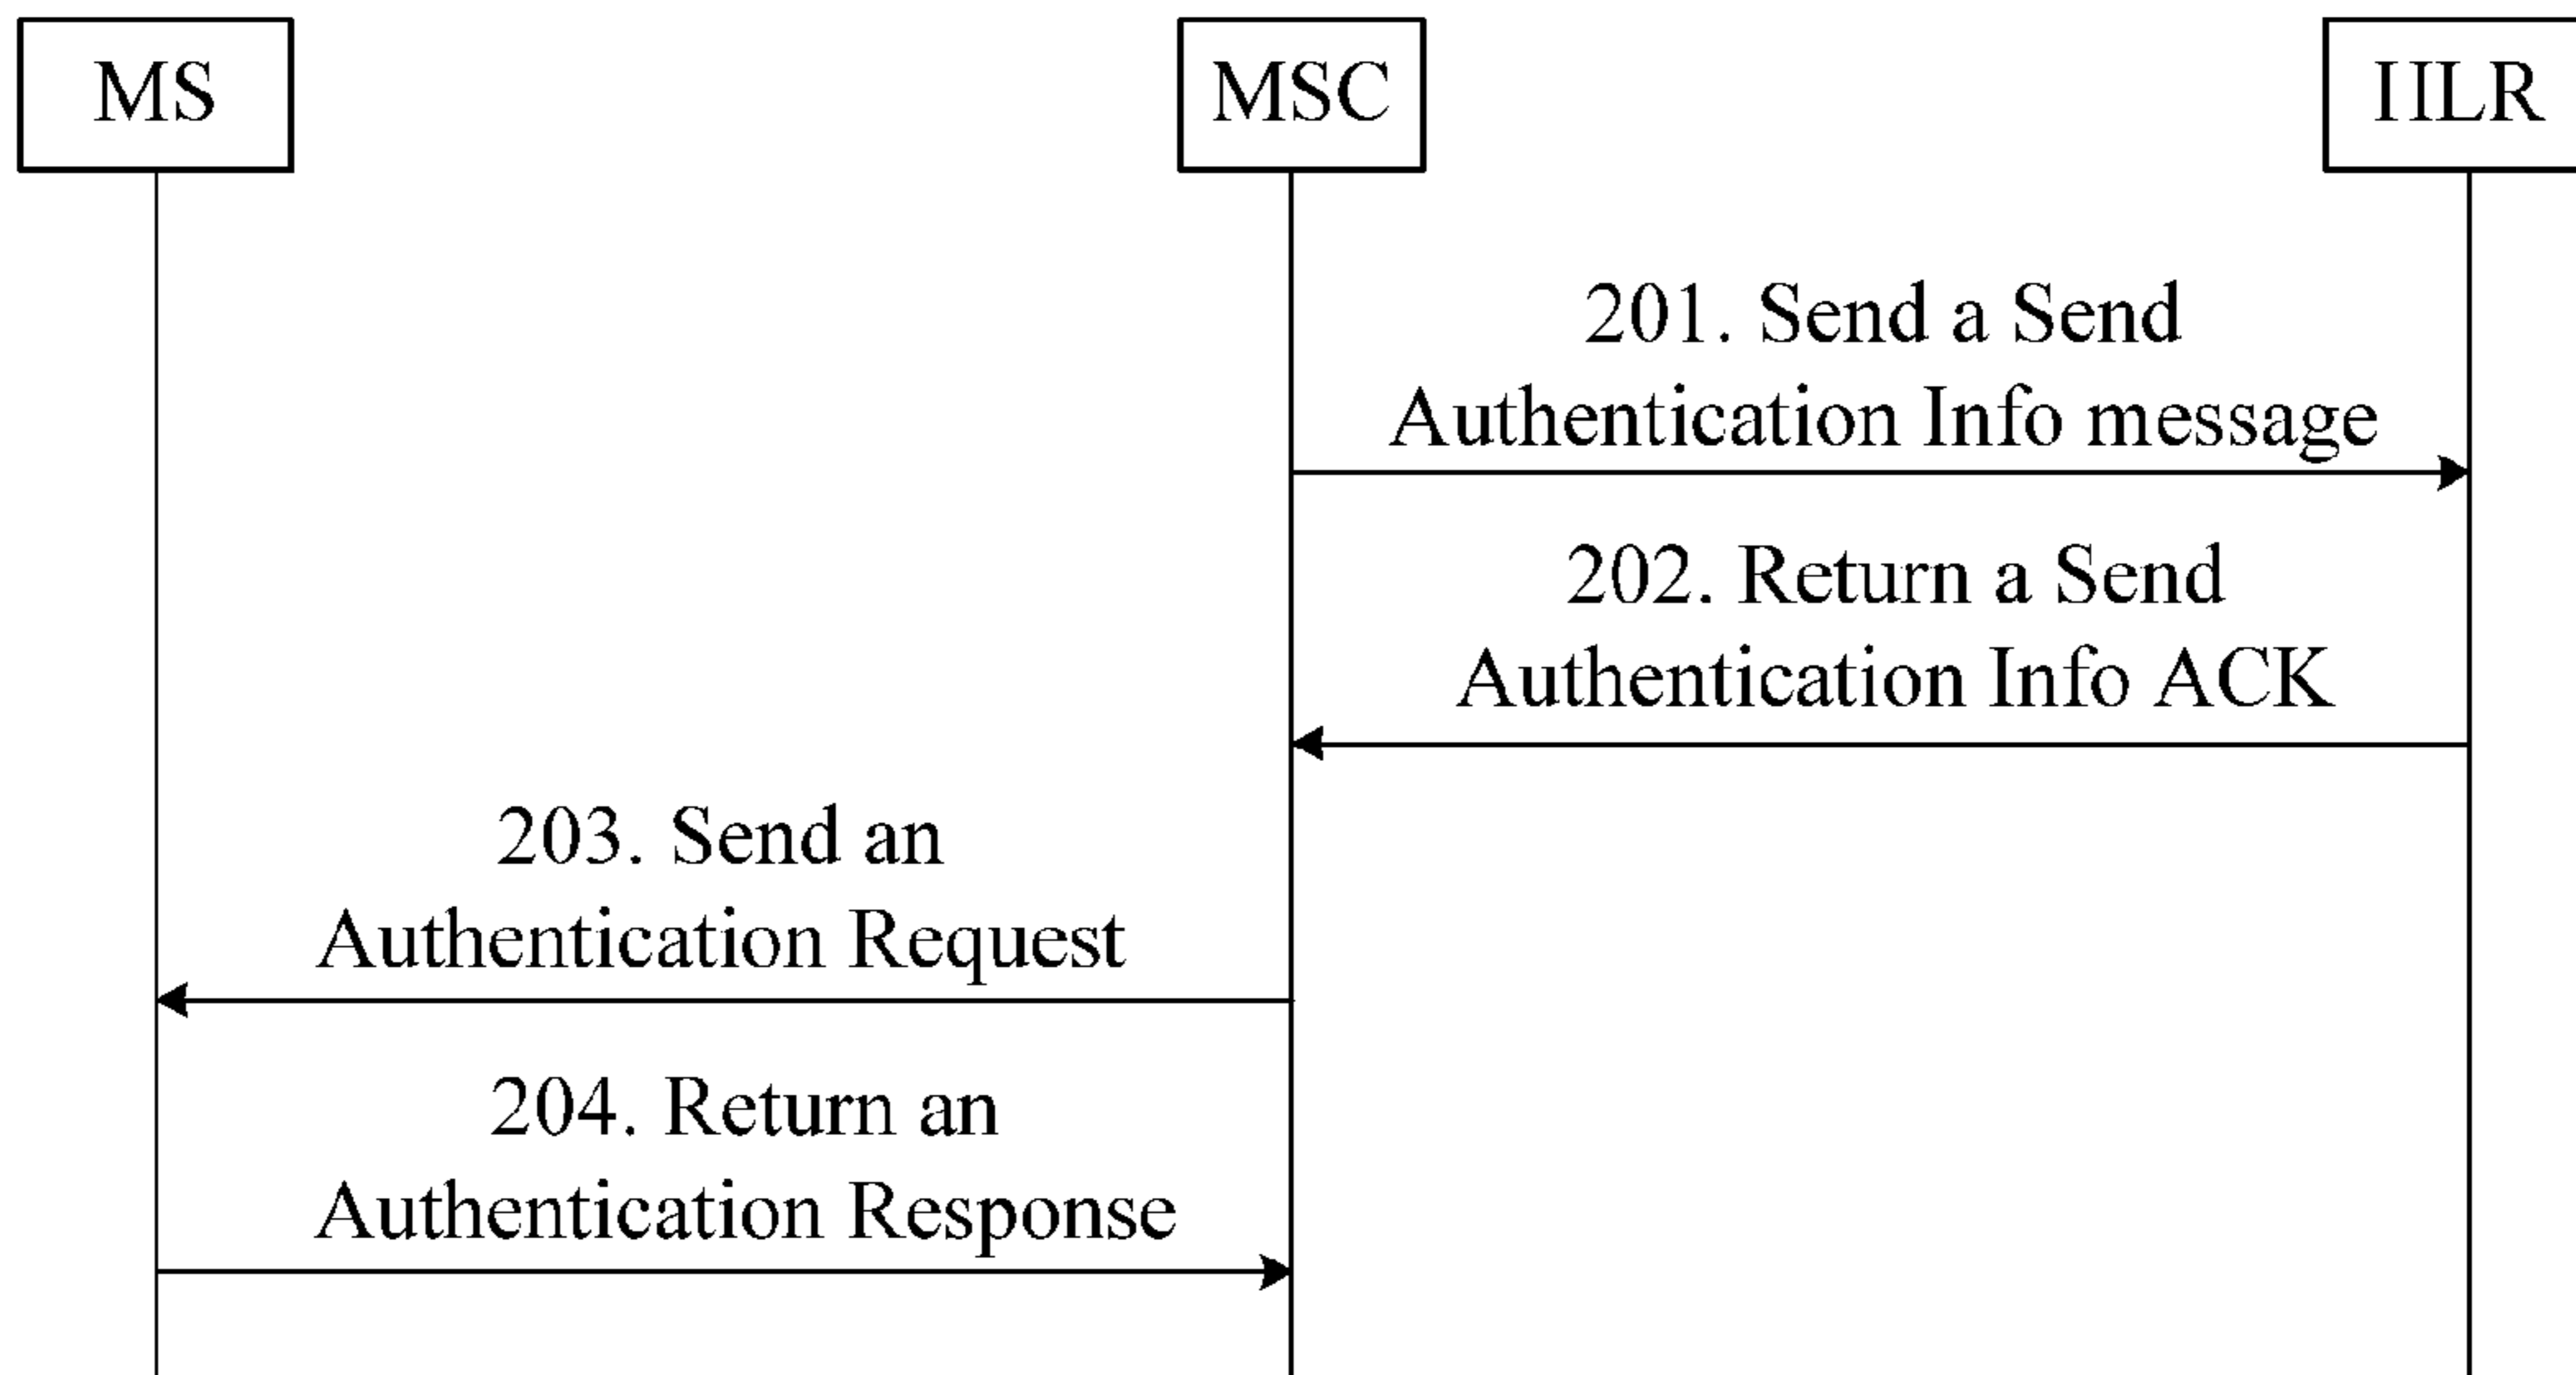 MS
MSC
HLR
201. Send a Send
Authentication Info message
202. Return a Send
Authentication Info ACK
203. Send an
Authentication Request
204. Return an
Authentication Response